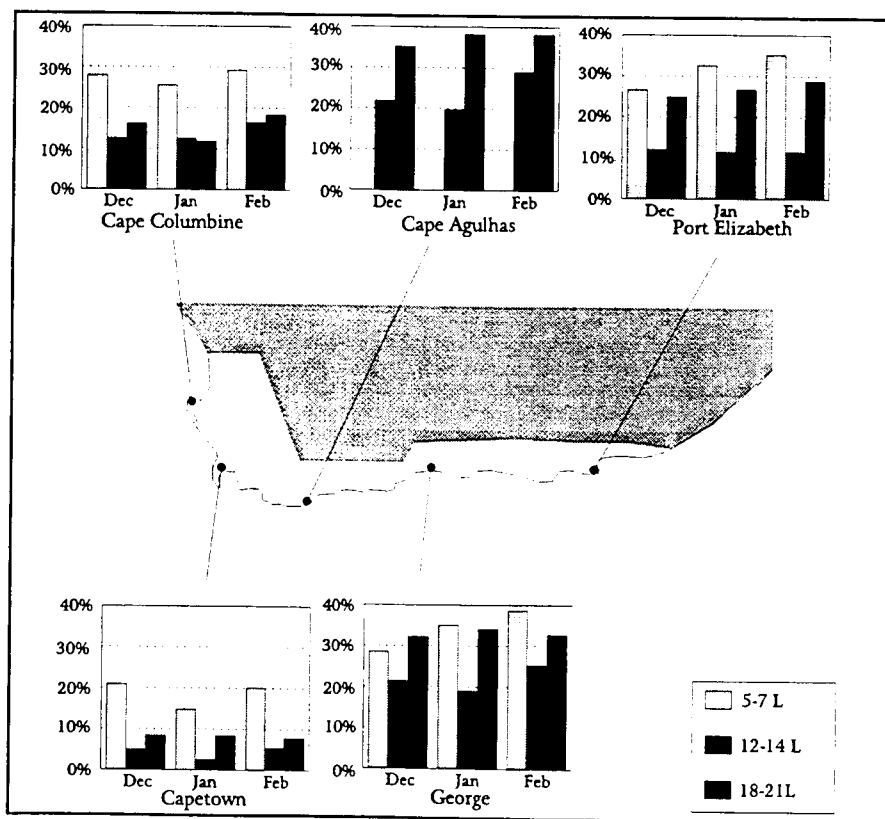 40%
30%
20%
10%
0%
Dec Jan Feb
Cape Columbine
40%
30%
20%
10%
0%
Dec Jan Feb
Cape Agulhas
40%
30%
20%
10%
0%
Dec Jan Feb
Port Elizabeth
40%
30%
20%
10%
0%
Dec Jan Feb
Capetown
40%
30%
20%
10%
0%
Dec Jan Feb
George
5-7 L
12-14 L
18-21L